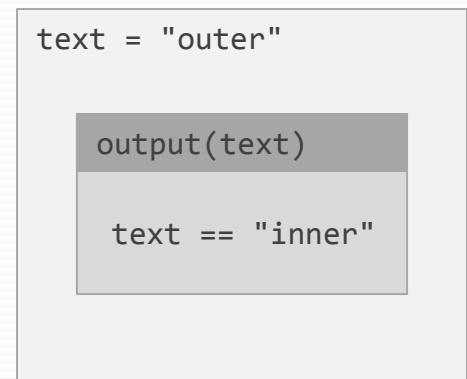 text = "outer"
output(text)
text == "inner"